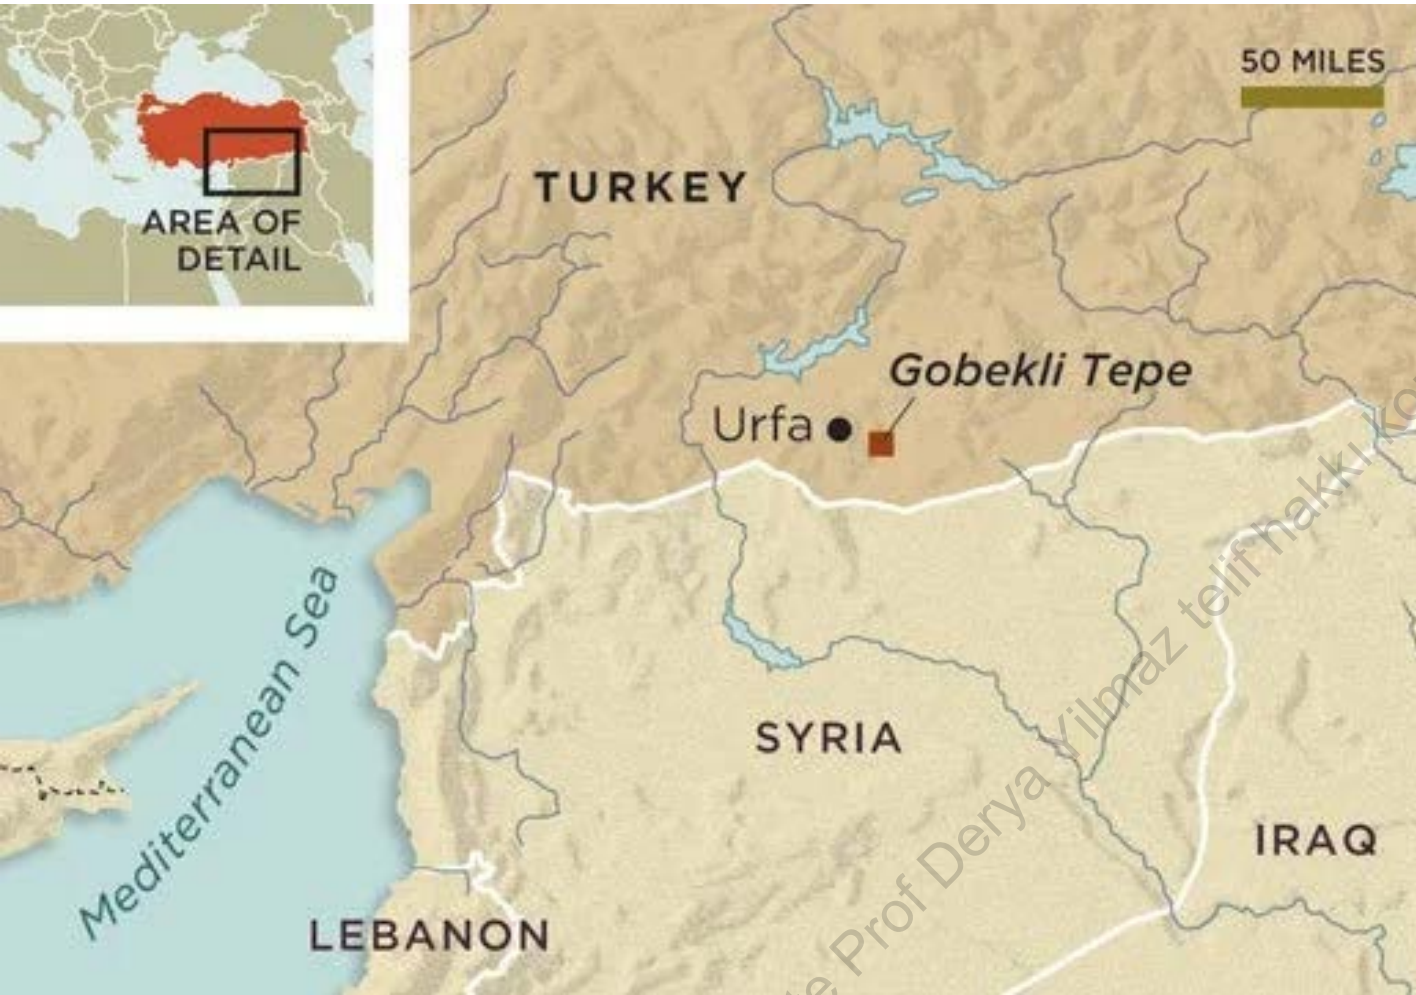 50 MILES
TURKEY
AREA OF
DETAIL
Gobekli Tepe
Urfa
Mediterranean Sea
SYRIA
IRAQ
LEBANON
Prof Derya Yilmaz telif hakkı